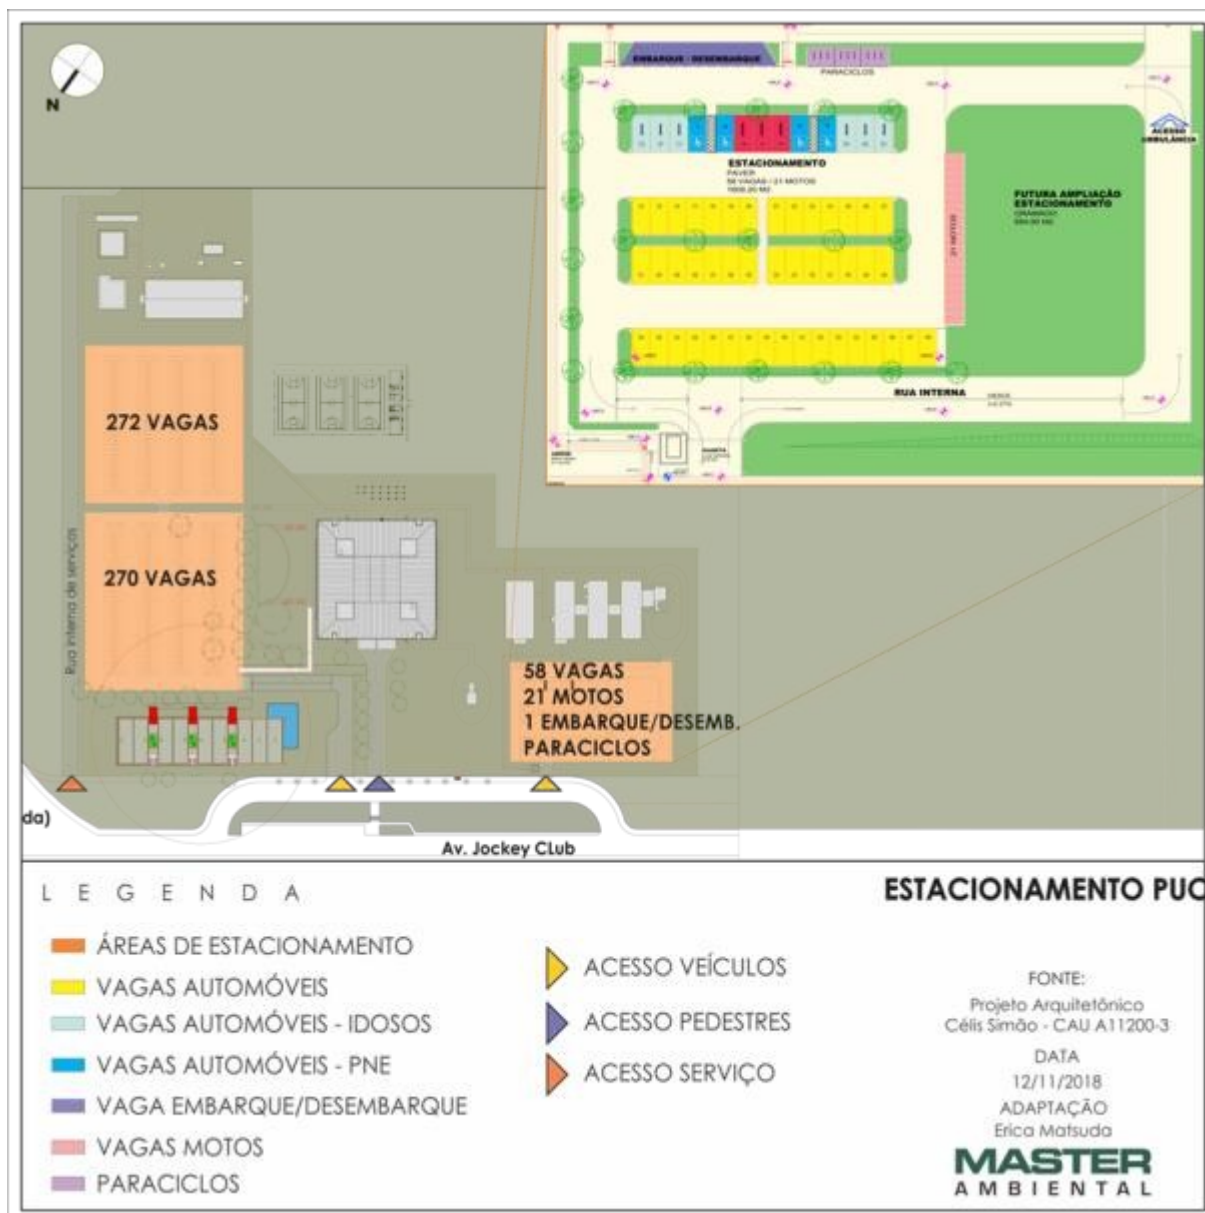 N
EMBARQUE - DESEMBARQUE
PARACICLOS
ACESSO
AMBULÂNCIA
ESTACIONAMENTO
PAVER
58 VAGAS / 21 MOTOS
FUTURA AMPLIAÇÃO
ESTACIONAMENTO
GRAMADO
21 MOTOS
RUA INTERNA
272 VAGAS
270 VAGAS
Rua interna de serviços
58 VAGAS
21 MOTOS
1 EMBARQUE/DESEMB.
PARACICLOS
da)
Av. Jockey CLub
LEGENDA
ÁREAS DE ESTACIONAMENTO
VAGAS AUTOMÓVEIS
VAGAS AUTOMÓVEIS - IDOSOS
VAGAS AUTOMÓVEIS - PNE
VAGA EMBARQUE/DESEMBARQUE
VAGAS MOTOS
PARACICLOS
ACESSO VEÍCULOS
ACESSO PEDESTRES
ACESSO SERVIÇO
ESTACIONAMENTO PUC
FONTE:
Projeto Arquitetônico
Célis Simão - CAU A11200-3
DATA
12/11/2018
ADAPTAÇÃO
Erica Matsuda
MASTER
AMBIENTAL